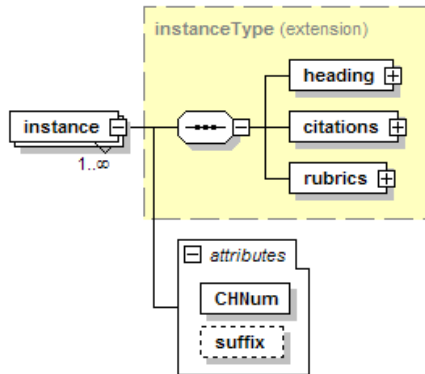 instanceType (extension)
heading
instance
citations
1..∞
rubrics
attributes
CHNum
suffix